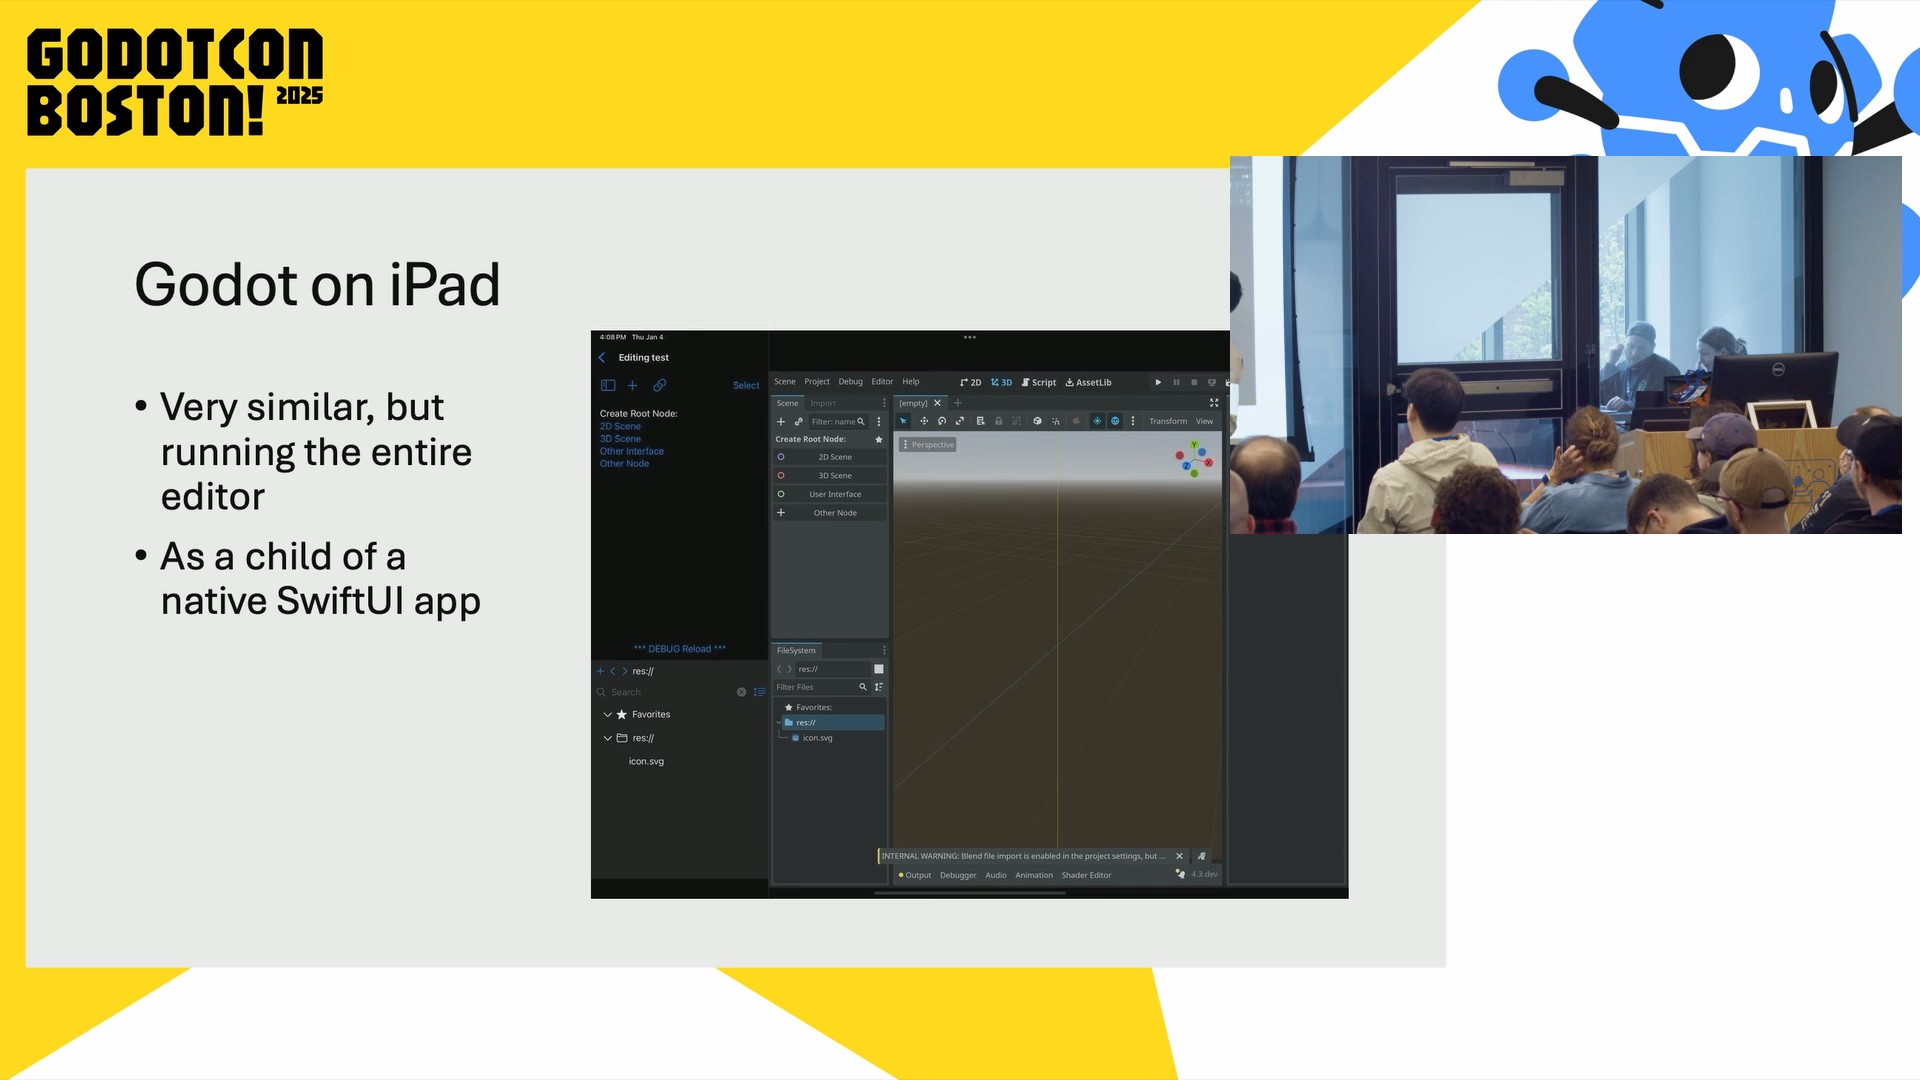 GODOTCON
BOSTON! 2025
Godot on iPad
• Very similar, but
running the entire
editor
• As a child of a
native SwiftUI app
4:08 PM Thu Jan 4
Editing test
Select
Create Root Node:
2D Scene
3D Scene
Other Interface
Other Node
*** DEBUG Reload ***
res://
Search
Favorites
res://
icon.svg
Scene Project Debug Editor Help
2D 3D Script AssetLib
Scene Import
Filter: name
Create Root Node:
2D Scene
3D Scene
User Interface
Other Node
FileSystem
res://
Filter Files
Favorites:
res://
icon.svg
[empty]
Transform View
Perspective
Y
X
Z
INTERNAL WARNING: Blend file import is enabled in the project settings, but ...
Output Debugger Audio Animation Shader Editor
4.3.dev
DELL